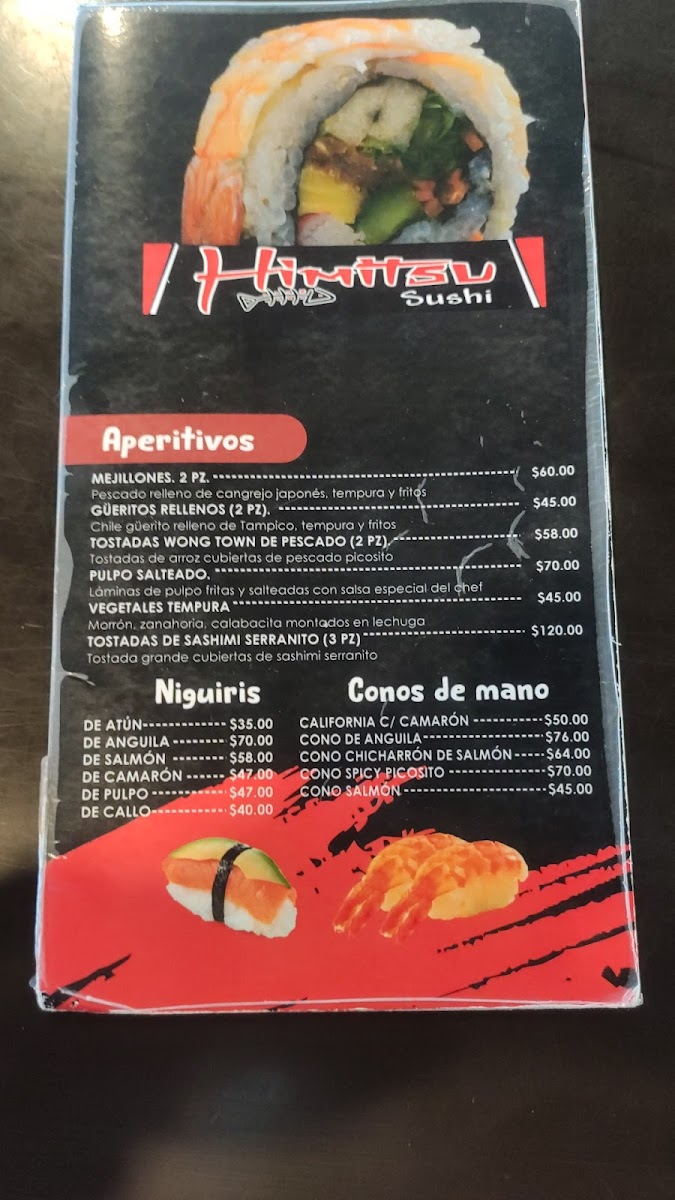 Himitsu
Sushi
Aperitivos
MEJILLONES. 2 PZ. $60.00
Pescado relleno de cangrejo japonés, tempura y fritos
GÜERITOS RELLENOS (2 PZ). $45.00
Chile güerito relleno de Tampico, tempura y fritos
TOSTADAS WONG TOWN DE PESCADO (2 PZ). $58.00
Tostadas de arroz cubiertas de pescado picosito
PULPO SALTEADO. $70.00
Láminas de pulpo fritas y salteadas con salsa especial del chef
VEGETALES TEMPURA $45.00
Morrón, zanahoria, calabacita montados en lechuga
TOSTADAS DE SASHIMI SERRANITO (3 PZ) $120.00
Tostada grande cubiertas de sashimi serranito
Niguiris
DE ATÚN $35.00
DE ANGUILA $70.00
DE SALMÓN $58.00
DE CAMARÓN $47.00
DE PULPO $47.00
DE CALLO $40.00
Conos de mano
CALIFORNIA C/ CAMARÓN $50.00
CONO DE ANGUILA $76.00
CONO CHICHARRÓN DE SALMÓN $64.00
CONO SPICY PICOSITO $70.00
CONO SALMÓN $45.00